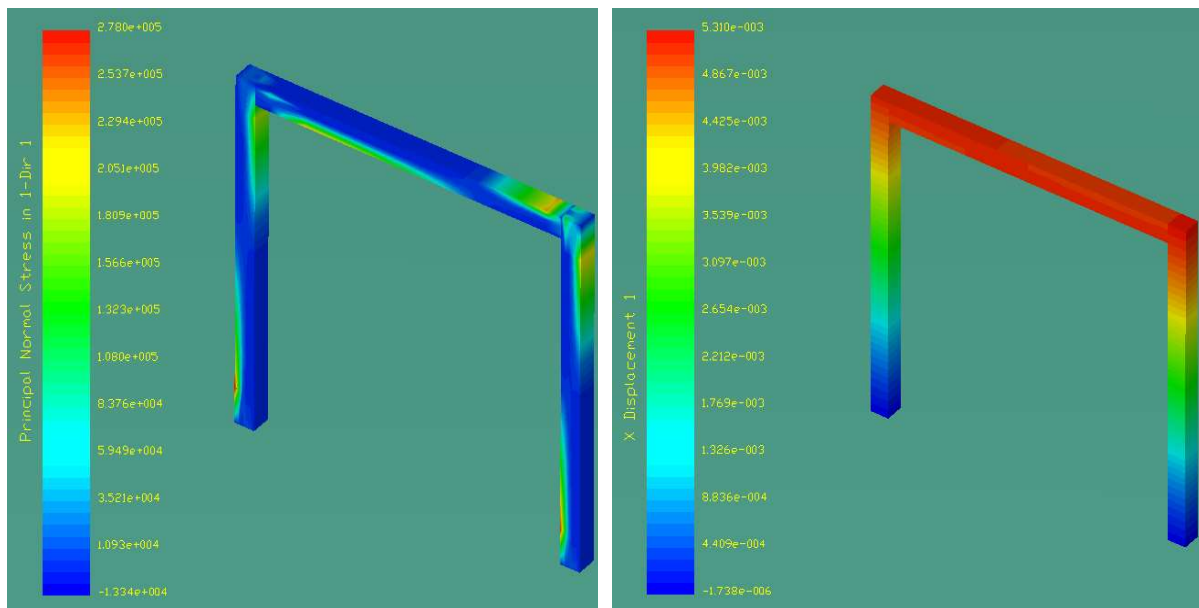 2.780e+005
2.537e+005
2.294e+005
2.051e+005
1.809e+005
1.566e+005
1.323e+005
1.080e+005
8.376e+004
5.949e+004
3.521e+004
1.093e+004
-1.334e+004
Principal Normal Stress in 1-Dir 1
5.310e-003
4.867e-003
4.425e-003
3.982e-003
3.539e-003
3.097e-003
2.654e-003
2.212e-003
1.769e-003
1.326e-003
8.836e-004
4.409e-004
-1.738e-006
X Displacement 1